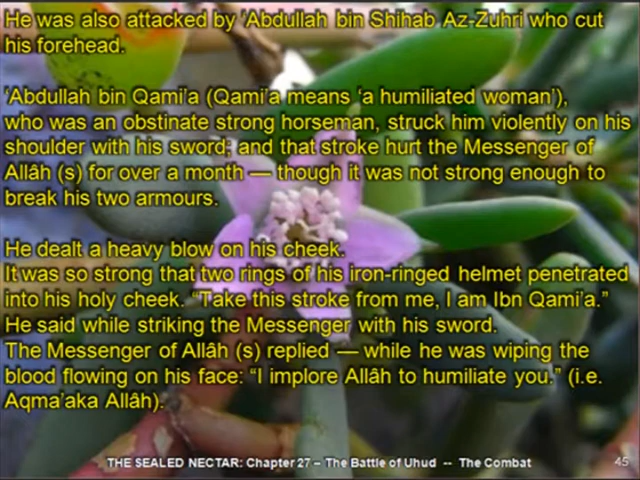 He was also attacked by 'Abdullah bin Shihab Az-Zuhri who cut
his forehead.
'Abdullah bin Qami'a (Qami'a means 'a humiliated woman'),
who was an obstinate strong horseman, struck him violently on his
shoulder with his sword; and that stroke hurt the Messenger of
Allâh (s) for over a month — though it was not strong enough to
break his two armours.
He dealt a heavy blow on his cheek.
It was so strong that two rings of his iron-ringed helmet penetrated
into his holy cheek. "Take this stroke from me, I am Ibn Qami'a."
He said while striking the Messenger with his sword.
The Messenger of Allâh (s) replied — while he was wiping the
blood flowing on his face: "I implore Allâh to humiliate you." (i.e.
Aqma'aka Allâh).
THE SEALED NECTAR: Chapter 27 – The Battle of Uhud -- The Combat
45